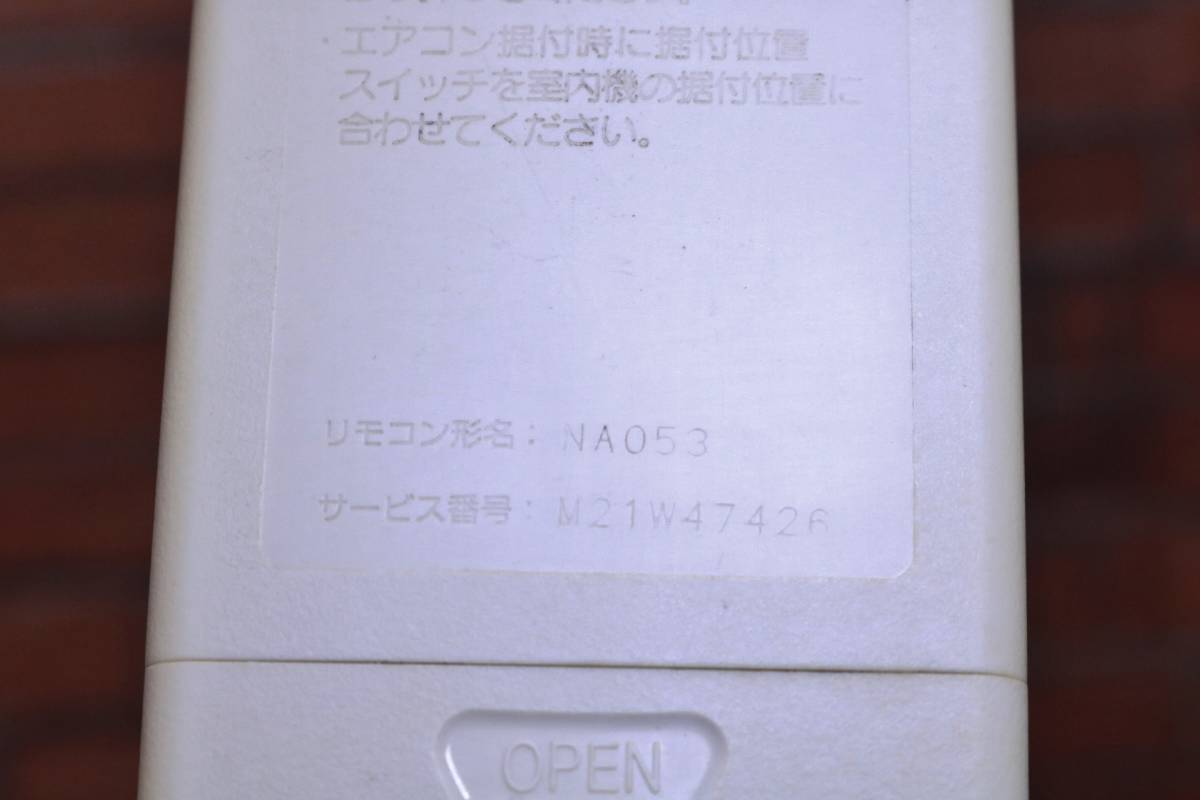 ・エアコン据付時に据付位置
スイッチを室内機の据付位置に
合わせてください。
リモコン形名：NA053
サービス番号：M21W47426
OPEN